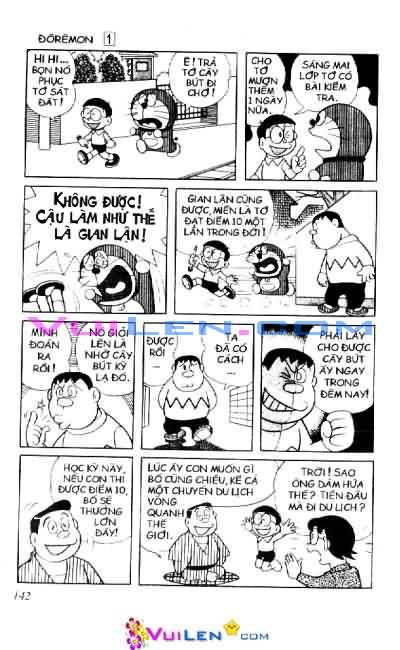 ĐÔRÊMON 1
HI HI...
BỌN NÓ
PHỤC
TỚ SÁT
ĐẤT!
Ê! TRẢ
TỚ CÂY
BÚT ĐI
CHỚ!
CHO
TỚ
MƯỢN
THÊM
1 NGÀY
NỮA.
SÁNG MAI
LỚP TỚ CÓ
BÀI KIỂM
TRA.
KHÔNG ĐƯỢC!
CẬU LÀM NHƯ THẾ
LÀ GIAN LẬN!
GIAN LẬN CŨNG
ĐƯỢC, MIỄN LÀ TỚ
ĐẠT ĐIỂM 10 MỘT
LẦN TRONG ĐỜI!
MÌNH
ĐOÁN
RA
RỒI!
NÓ GIỎI
LÊN LÀ
NHỜ CÂY
BÚT KỲ
LẠ ĐÓ.
ĐƯỢC
RỒI
...
TA
ĐÃ CÓ
CÁCH
...
PHẢI LẤY
CHO ĐƯỢC
CÂY BÚT
ẤY NGAY
TRONG
ĐÊM NAY!
VUILEN.COM
HỌC KỲ NÀY,
NẾU CON THI
ĐƯỢC ĐIỂM 10,
BỐ SẼ
THƯỞNG
LỚN
ĐẤY!
LÚC ẤY CON MUỐN GÌ
BỐ CŨNG CHIỀU, KỂ CẢ
MỘT CHUYẾN DU LỊCH
VÒNG
QUANH
THẾ
GIỚI.
TRỜI! SAO
ÔNG DÁM HỨA
THẾ? TIỀN ĐÂU
MÀ ĐI DU LỊCH?
142
VUILEN.COM